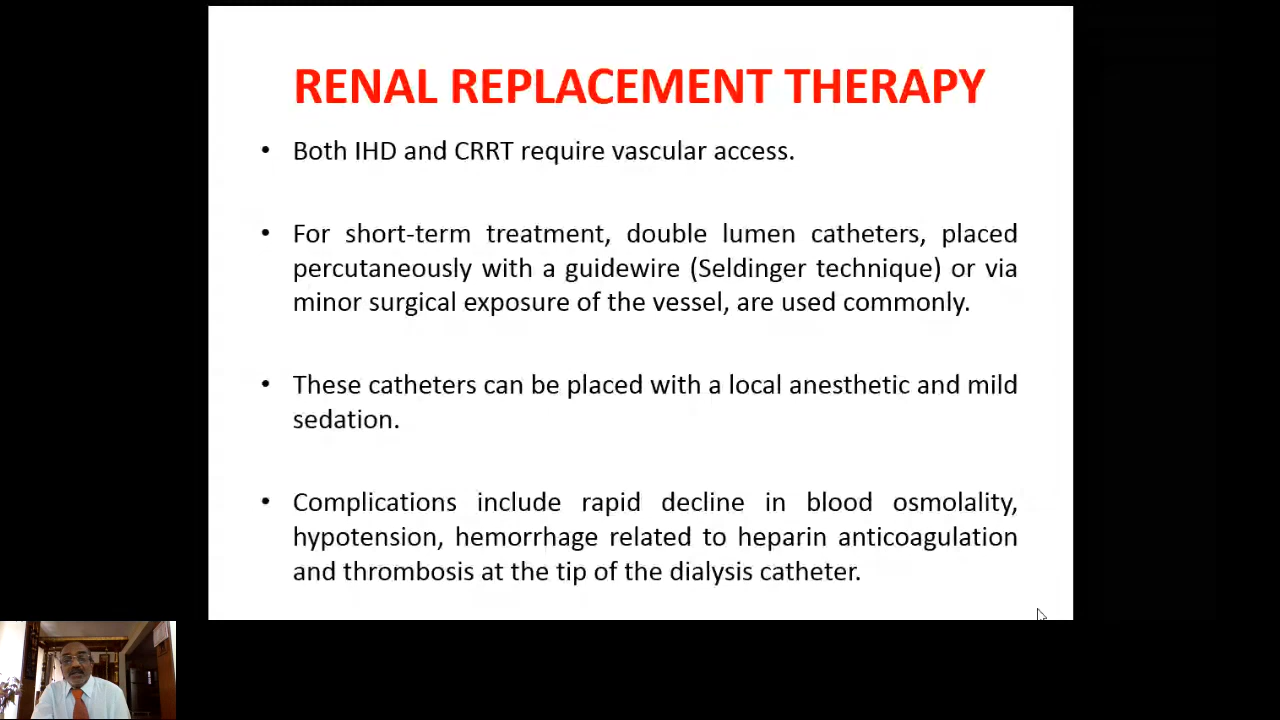 RENAL REPLACEMENT THERAPY
• Both IHD and CRRT require vascular access.
• For short-term treatment, double lumen catheters, placed
percutaneously with a guidewire (Seldinger technique) or via
minor surgical exposure of the vessel, are used commonly.
• These catheters can be placed with a local anesthetic and mild
sedation.
• Complications include rapid decline in blood osmolality,
hypotension, hemorrhage related to heparin anticoagulation
and thrombosis at the tip of the dialysis catheter.